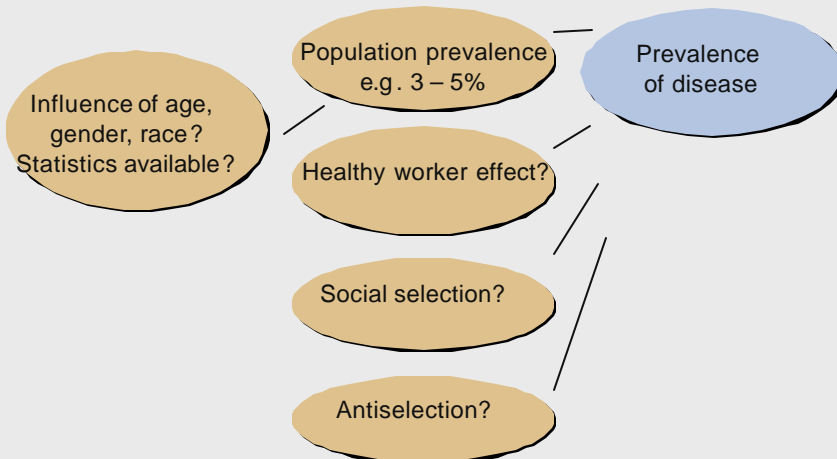 Influence of age,
gender, race?
Statistics available?
Population prevalence
e.g. 3 – 5%
Healthy worker effect?
Social selection?
Antiselection?
Prevalence
of disease